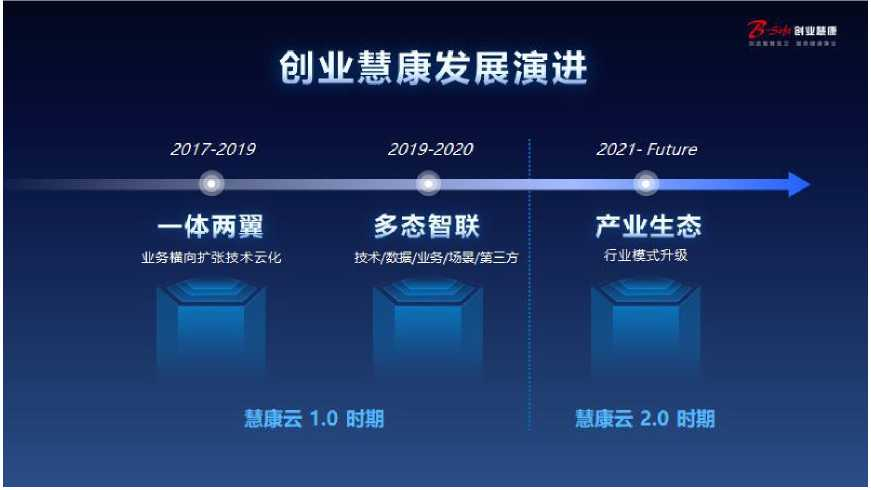 B-Soft 创业慧康
创业慧康发展演进
2017-2019
2019-2020
2021- Future
一体两翼
多态智联
产业生态
业务横向扩张技术云化
技术/数据/业务/场景/第三方
行业模式升级
慧康云 1.0 时期
慧康云 2.0 时期